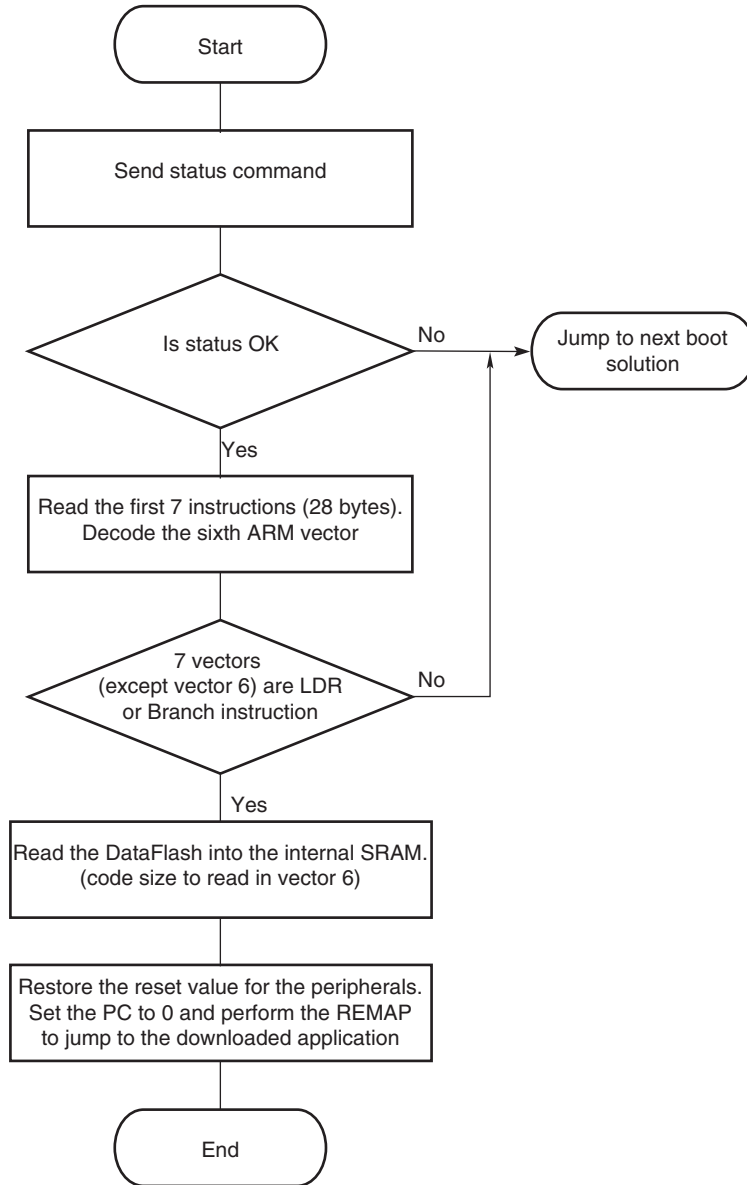 Start
Send status command
Is status OK
No
Jump to next boot
solution
Yes
Read the first 7 instructions (28 bytes).
Decode the sixth ARM vector
7 vectors
(except vector 6) are LDR
or Branch instruction
No
Yes
Read the DataFlash into the internal SRAM.
(code size to read in vector 6)
Restore the reset value for the peripherals.
Set the PC to 0 and perform the REMAP
to jump to the downloaded application
End